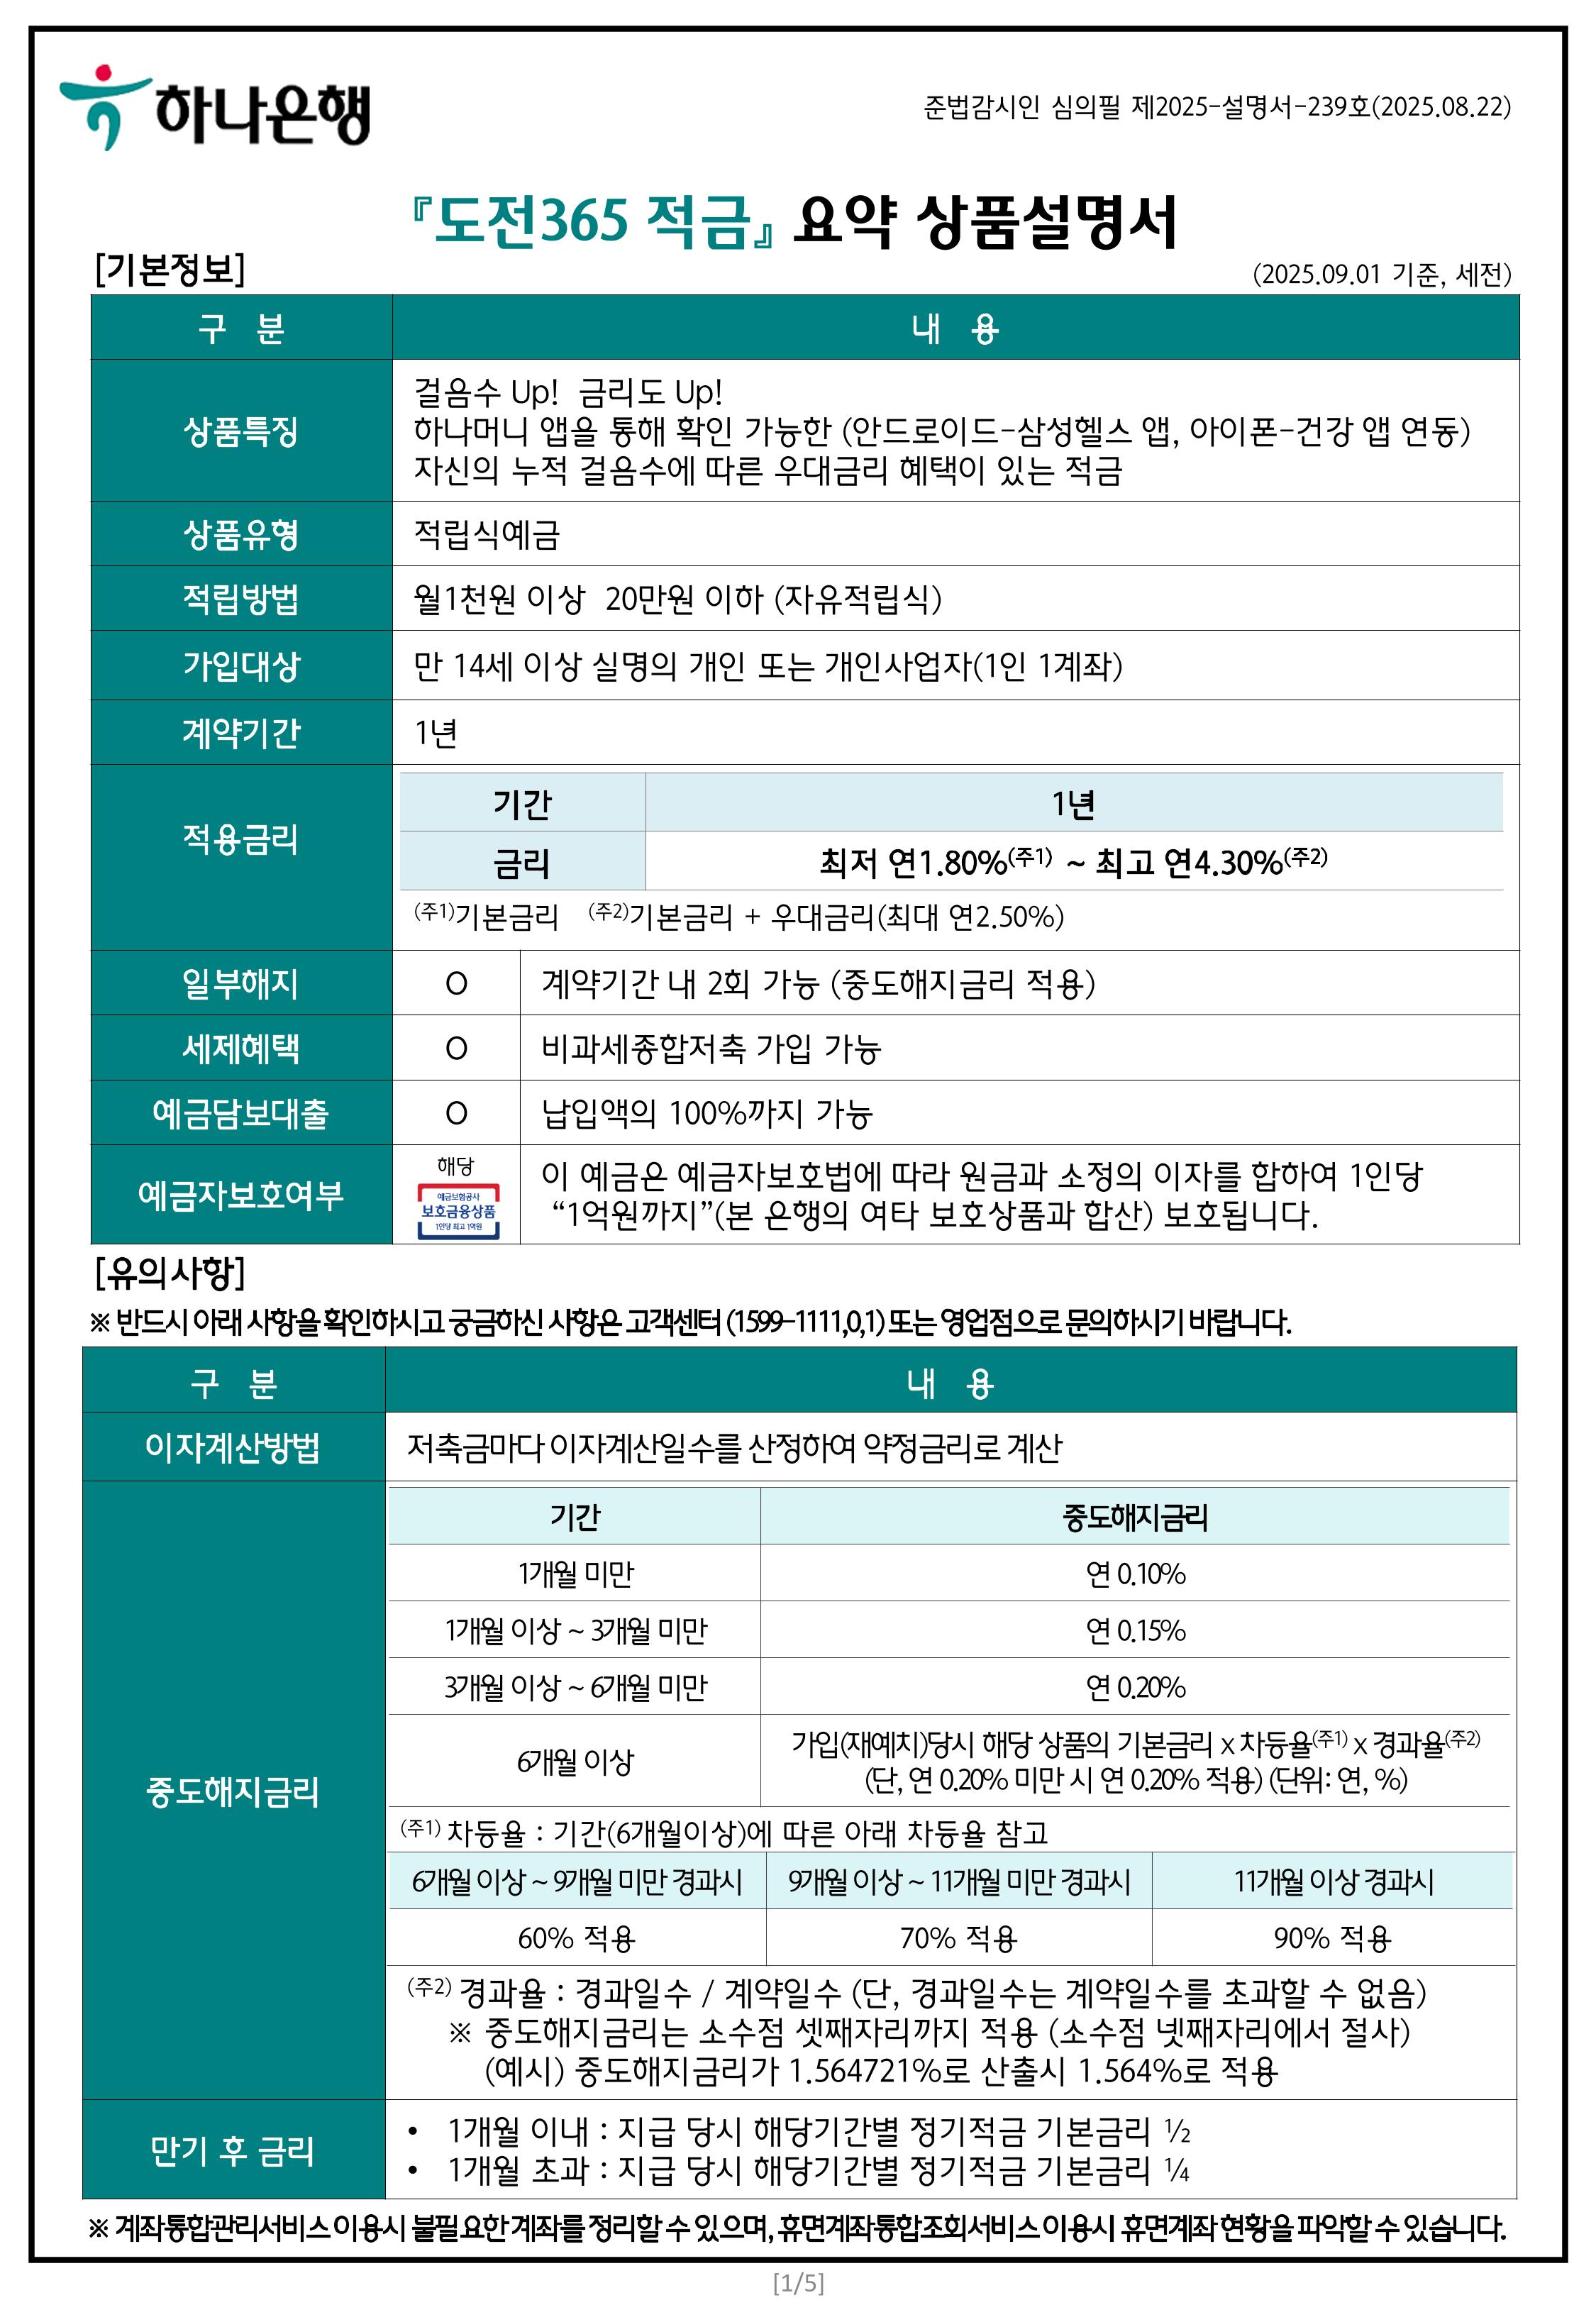 하나은행
준법감시인 심의필 제2025-설명서-239호(2025.08.22)
『도전365 적금』 요약 상품설명서
[기본정보]
(2025.09.01 기준, 세전)
구 분 내 용
상품특징
걸음수 Up! 금리도 Up!
하나머니 앱을 통해 확인 가능한 (안드로이드-삼성헬스 앱, 아이폰-건강 앱 연동)
자신의 누적 걸음수에 따른 우대금리 혜택이 있는 적금
상품유형 적립식예금
적립방법 월1천원 이상 20만원 이하 (자유적립식)
가입대상 만 14세 이상 실명의 개인 또는 개인사업자(1인 1계좌)
계약기간 1년
적용금리
기간 1년
금리 최저 연1.80%(주1) ~ 최고 연4.30%(주2)
(주1)기본금리 (주2)기본금리 + 우대금리(최대 연2.50%)
일부해지 O 계약기간 내 2회 가능 (중도해지금리 적용)
세제혜택 O 비과세종합저축 가입 가능
예금담보대출 O 납입액의 100%까지 가능
예금자보호여부
해당
예금보험공사
보호금융상품
1인당 최고 1억원
이 예금은 예금자보호법에 따라 원금과 소정의 이자를 합하여 1인당
“1억원까지”(본 은행의 여타 보호상품과 합산) 보호됩니다.
[유의사항]
※ 반드시 아래 사항을 확인하시고 궁금하신 사항은 고객센터 (1599-1111,0,1) 또는 영업점으로 문의하시기 바랍니다.
구 분 내 용
이자계산방법 저축금마다 이자계산일수를 산정하여 약정금리로 계산
중도해지금리
기간 중도해지금리
1개월 미만 연 0.10%
1개월 이상 ~ 3개월 미만 연 0.15%
3개월 이상 ~ 6개월 미만 연 0.20%
6개월 이상
가입(재예치)당시 해당 상품의 기본금리 x 차등율(주1) x 경과율(주2)
(단, 연 0.20% 미만 시 연 0.20% 적용) (단위: 연, %)
(주1) 차등율 : 기간(6개월이상)에 따른 아래 차등율 참고
6개월 이상 ~ 9개월 미만 경과시 9개월 이상 ~ 11개월 미만 경과시 11개월 이상 경과시
60% 적용 70% 적용 90% 적용
(주2) 경과율 : 경과일수 / 계약일수 (단, 경과일수는 계약일수를 초과할 수 없음)
※ 중도해지금리는 소수점 셋째자리까지 적용 (소수점 넷째자리에서 절사)
(예시) 중도해지금리가 1.564721%로 산출시 1.564%로 적용
만기 후 금리
• 1개월 이내 : 지급 당시 해당기간별 정기적금 기본금리 ½
• 1개월 초과 : 지급 당시 해당기간별 정기적금 기본금리 ¼
※ 계좌통합관리서비스 이용시 불필요한 계좌를 정리할 수 있으며, 휴면계좌통합조회서비스 이용시 휴면계좌 현황을 파악할 수 있습니다.
[1/5]